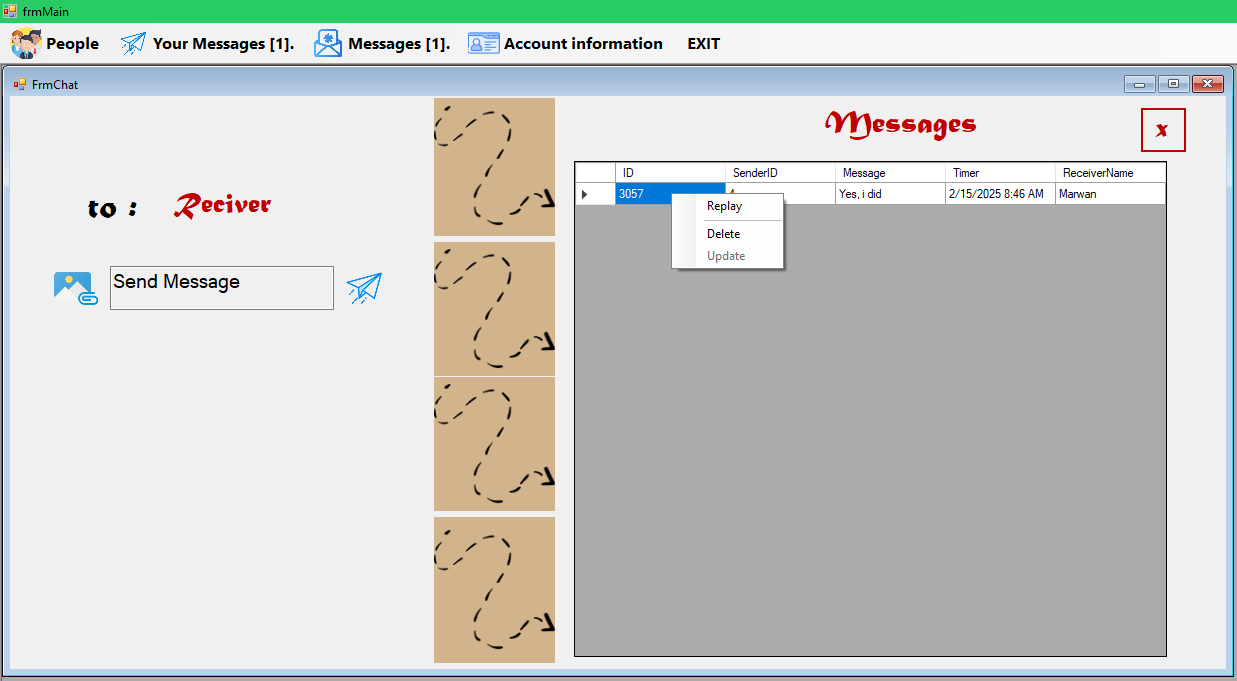 frmMain
People Your Messages [1]. Messages [1]. Account information EXIT
FrmChat
to : Reciver
Send Message
Messages
x
ID SenderID Message Timer ReceiverName
3057 4 Yes, i did 2/15/2025 8:46 AM Marwan
Replay
Delete
Update